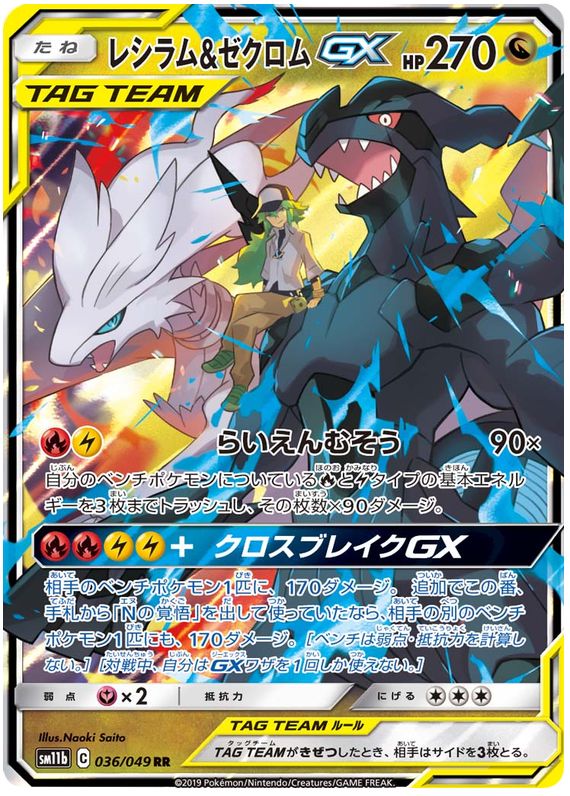 たね レシラム&ゼクロムGX HP270
TAG TEAM
らいえんむそう 90×
自分のベンチポケモンについている🔥と⚡タイプの基本エネル
ギーを3枚までトラッシュし、その枚数×90ダメージ。
+ クロスブレイクGX
相手のベンチポケモン1匹に、170ダメージ。追加でこの番、
手札から「Nの覚悟」を出して使っていたなら、相手の別のベンチ
ポケモン1匹にも、170ダメージ。[ベンチは弱点・抵抗力を計算し
ない。][対戦中、自分はGXワザを1回しか使えない。]
弱点 ×2 抵抗力 にげる
Illus.Naoki Saito
TAG TEAM ルール
TAG TEAMがきぜつしたとき、相手はサイドを3枚とる。
sm11b C 036/049 RR
©2019 Pokémon/Nintendo/Creatures/GAME FREAK.